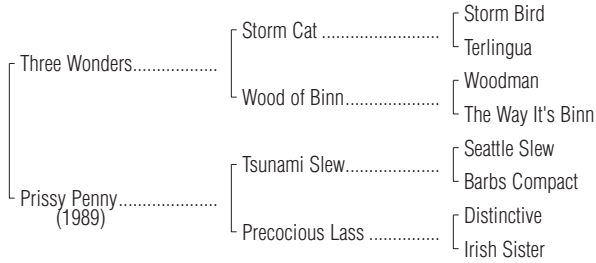 Storm Bird
Storm Cat ........................
Terlingua
Three Wonders.................
Woodman
Wood of Binn...................
The Way It's Binn
Seattle Slew
Tsunami Slew...................
Barbs Compact
Prissy Penny....................
(1989)
Distinctive
Precocious Lass ..............
Irish Sister